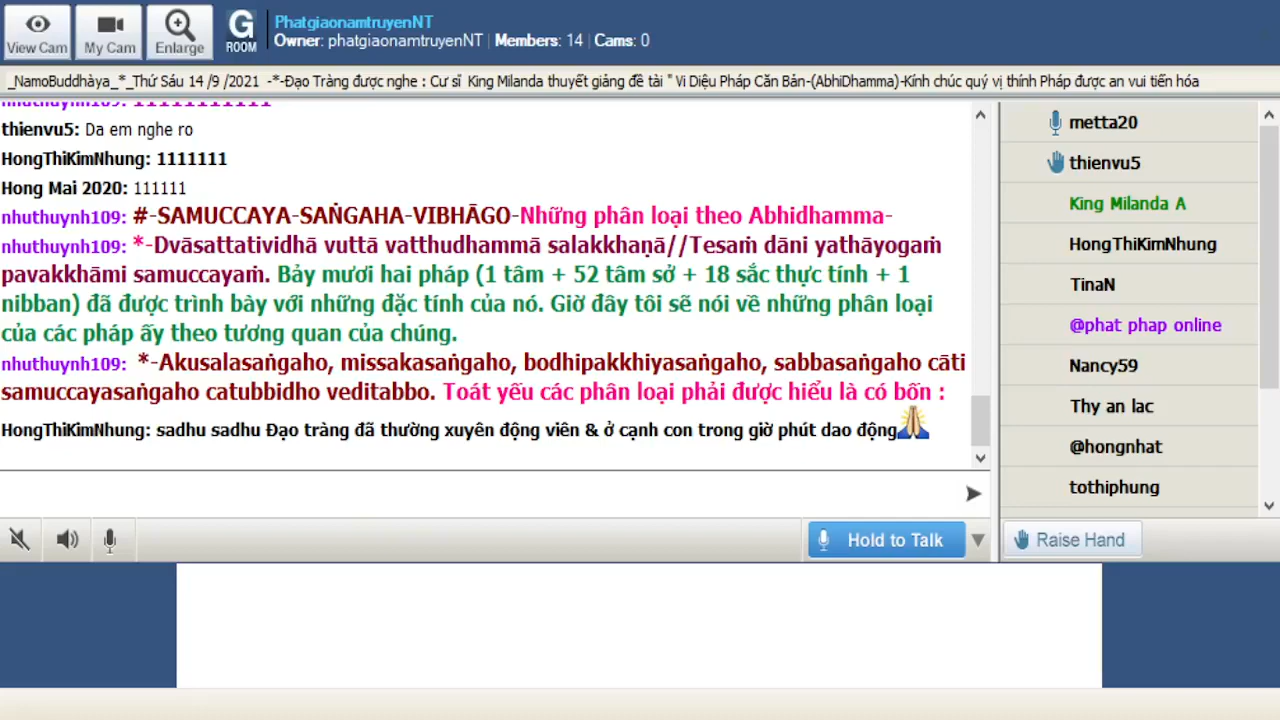 View Cam
My Cam
Enlarge
G
ROOM
PhatgiaonamtruyenNT
Owner: phatgiaonamtruyenNT | Members: 14 | Cams: 0
_NamoBuddhàya_*_Thứ Sáu 14 /9 /2021 -*-Đạo Tràng được nghe : Cư sĩ King Milanda thuyết giảng đề tài " Vi Diệu Pháp Căn Bản-(AbhiDhamma)-Kính chúc quý vị thính Pháp được an vui tiến hóa
nhuthuynh109: 111111111111
thienvu5: Da em nghe ro
HongThiKimNhung: 1111111
Hong Mai 2020: 111111
nhuthuynh109: #-SAMUCCAYA-SAṄGAHA-VIBHĀGO-Những phân loại theo Abhidhamma-
nhuthuynh109: *-Dvāsattatividhā vuttā vatthudhammā salakkhaṇā//Tesaṁ dāni yathāyogaṁ
pavakkhāmi samuccayaṁ. Bảy mươi hai pháp (1 tâm + 52 tâm sở + 18 sắc thực tính + 1
nibban) đã được trình bày với những đặc tính của nó. Giờ đây tôi sẽ nói về những phân loại
của các pháp ấy theo tương quan của chúng.
nhuthuynh109: *-Akusalasaṅgaho, missakasaṅgaho, bodhipakkhiyasaṅgaho, sabbasaṅgaho cāti
samuccayasaṅgaho catubbidho veditabbo. Toát yếu các phân loại phải được hiểu là có bốn :
HongThiKimNhung: sadhu sadhu Đạo tràng đã thường xuyên động viên & ở cạnh con trong giờ phút dao động
Hold to Talk
metta20
thienvu5
King Milanda A
HongThiKimNhung
TinaN
@phat phap online
Nancy59
Thy an lac
@hongnhat
tothiphung
Raise Hand